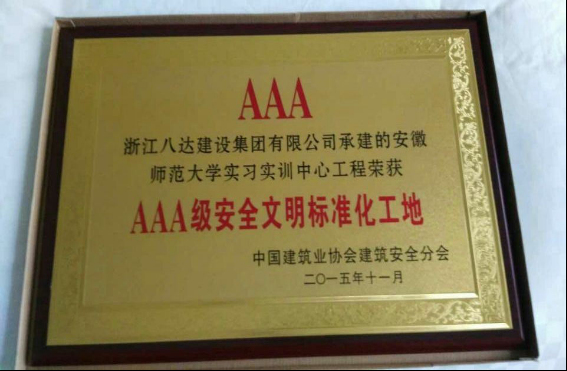 AAA
浙江八达建设集团有限公司承建的安徽
师范大学实习实训中心工程荣获
AAA级安全文明标准化工地
中国建筑业协会建筑安全分会
二〇一五年十一月